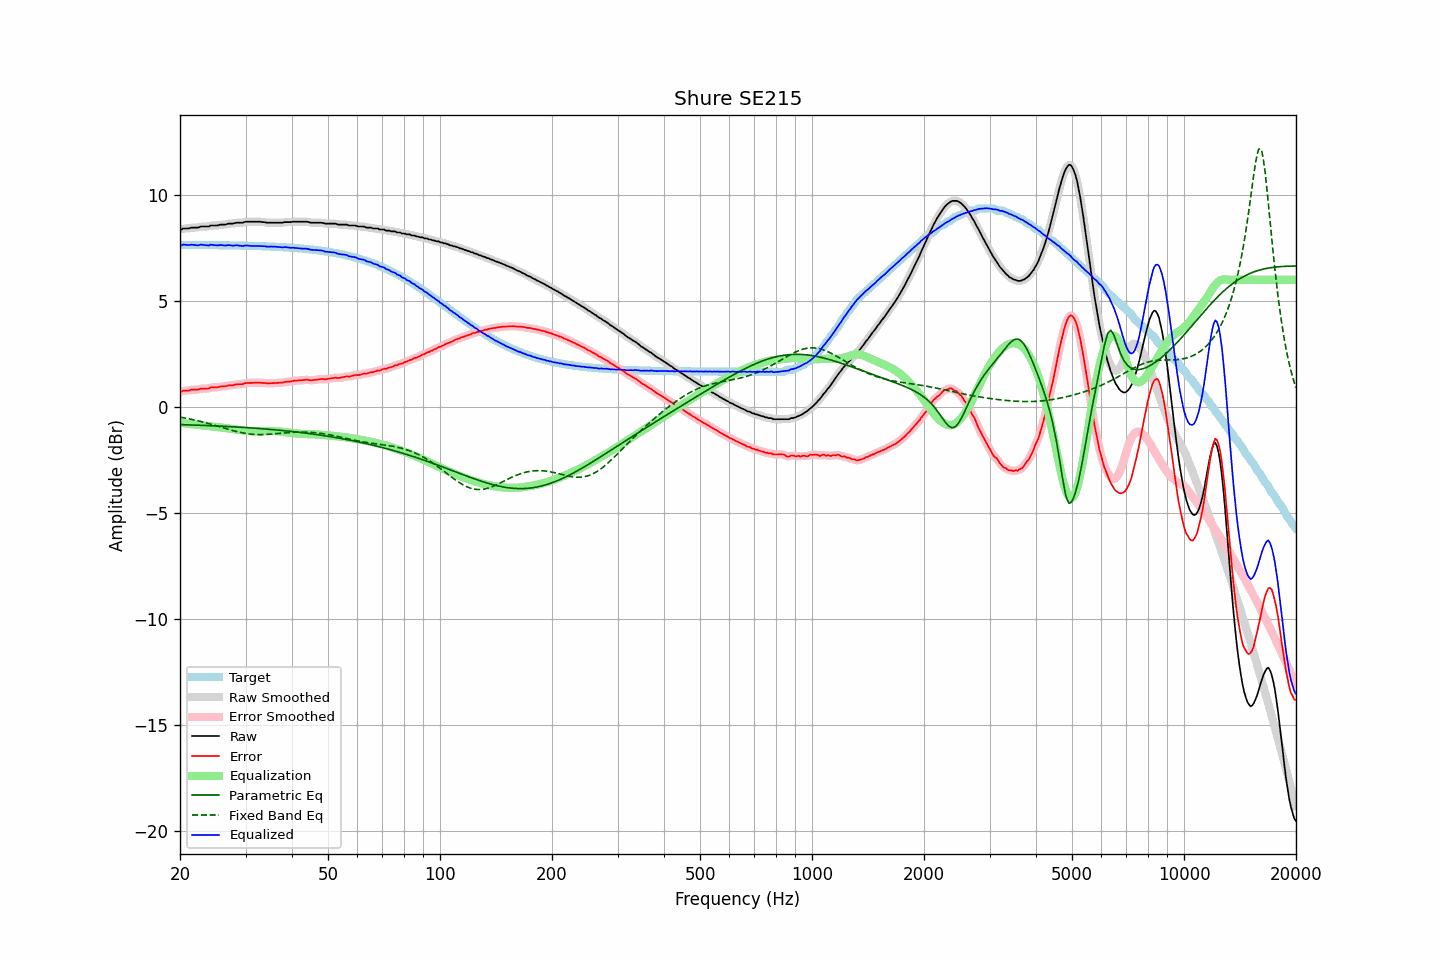 Shure SE215
Amplitude (dBr)
10
5
0
−5
−10
−15
−20
Target
Raw Smoothed
Error Smoothed
Raw
Error
Equalization
Parametric Eq
Fixed Band Eq
Equalized
20 50 100 200 500 1000 2000 5000 10000 20000
Frequency (Hz)